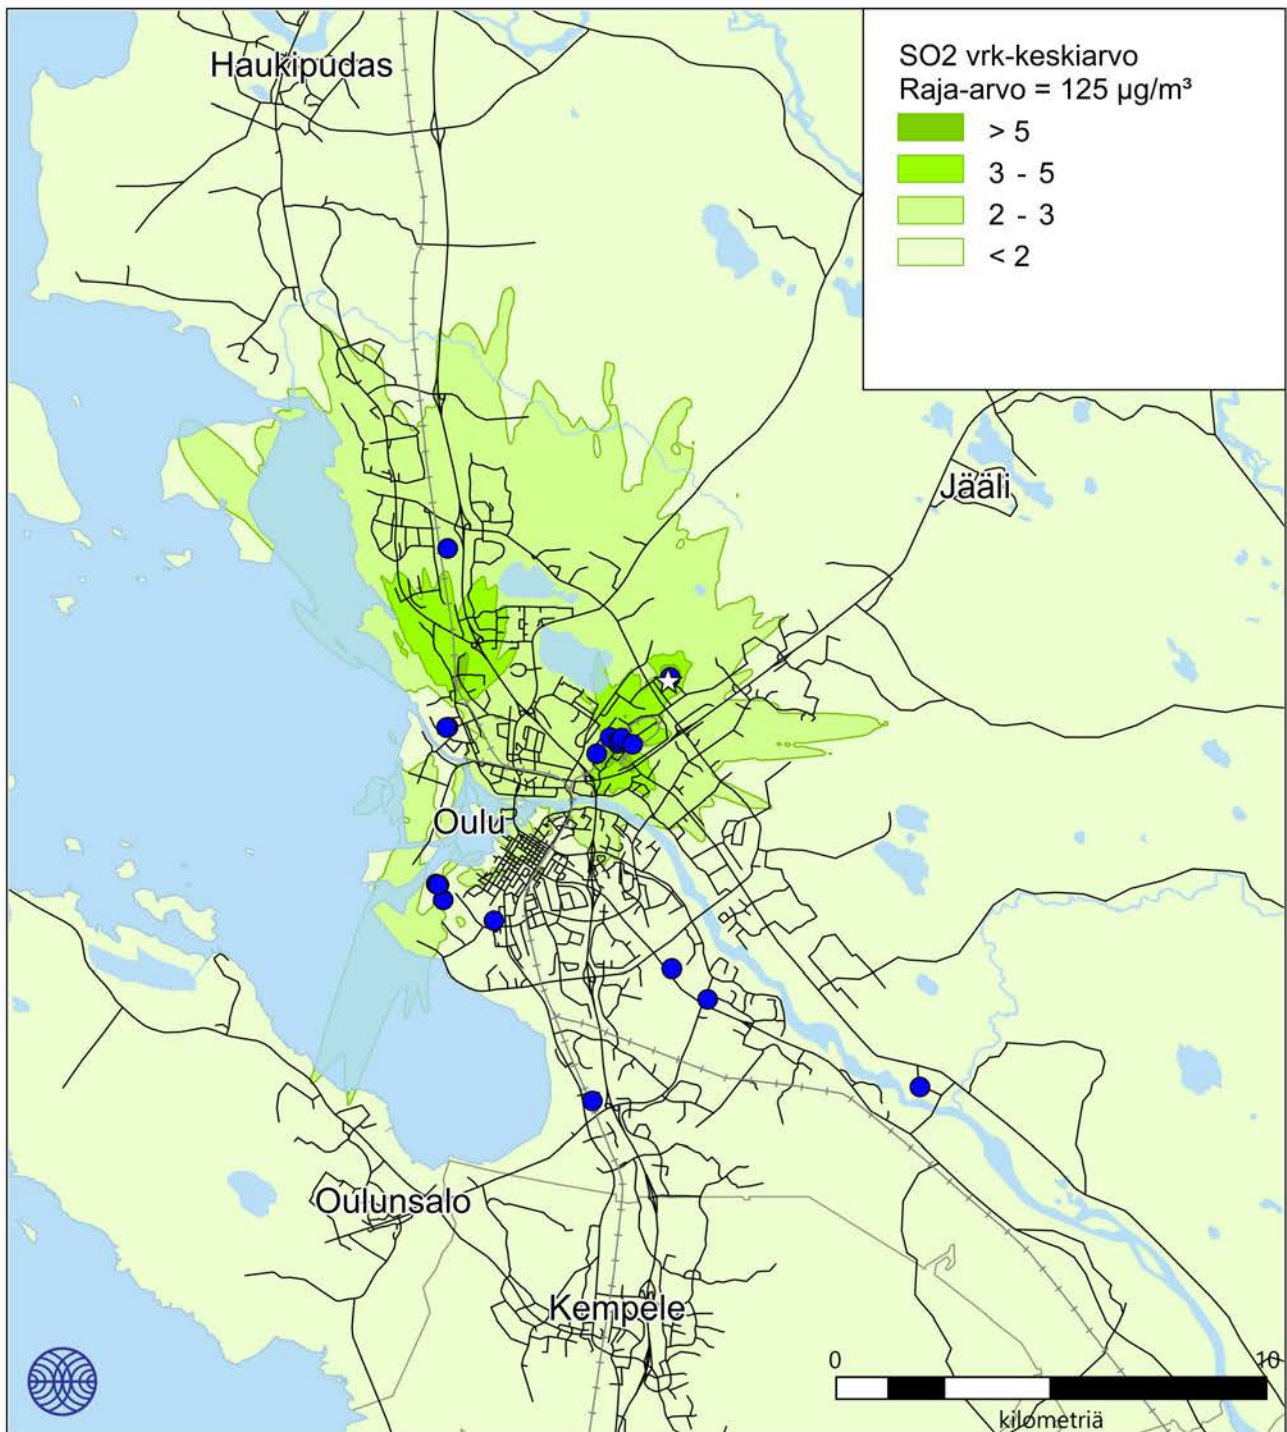 Haukipudas
SO2 vrk-keskiarvo
Raja-arvo = 125 µg/m³
> 5
3 - 5
2 - 3
< 2
Jääli
Oulu
Oulunsalo
Kempele
0 10
kilometriä